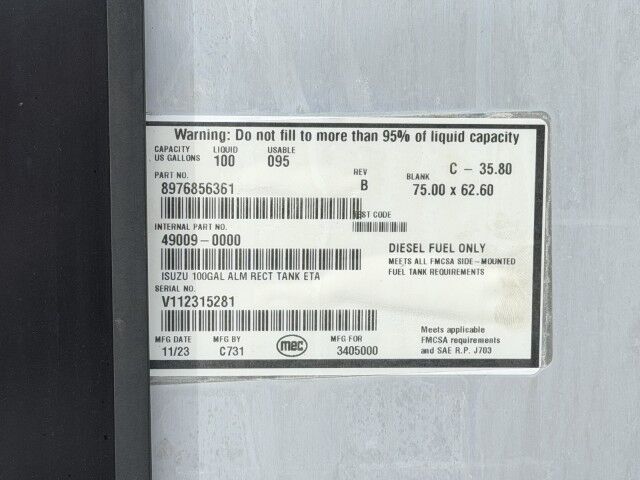 Warning: Do not fill to more than 95% of liquid capacity
CAPACITY LIQUID USABLE
US GALLONS 100 095
C - 35.80
PART NO. REV BLANK
8976856361 B 75.00 x 62.60
CODE
INTERNAL PART NO.
49009-0000
DIESEL FUEL ONLY
MEETS ALL FMCSA SIDE-MOUNTED
FUEL TANK REQUIREMENTS
ISUZU 100GAL ALM RECT TANK ETA
SERIAL NO.
V112315281
MFG DATE MFG BY MFG FOR
11/23 C731 mec 3405000
Meets applicable
FMCSA requirements
and SAE R.P. J703